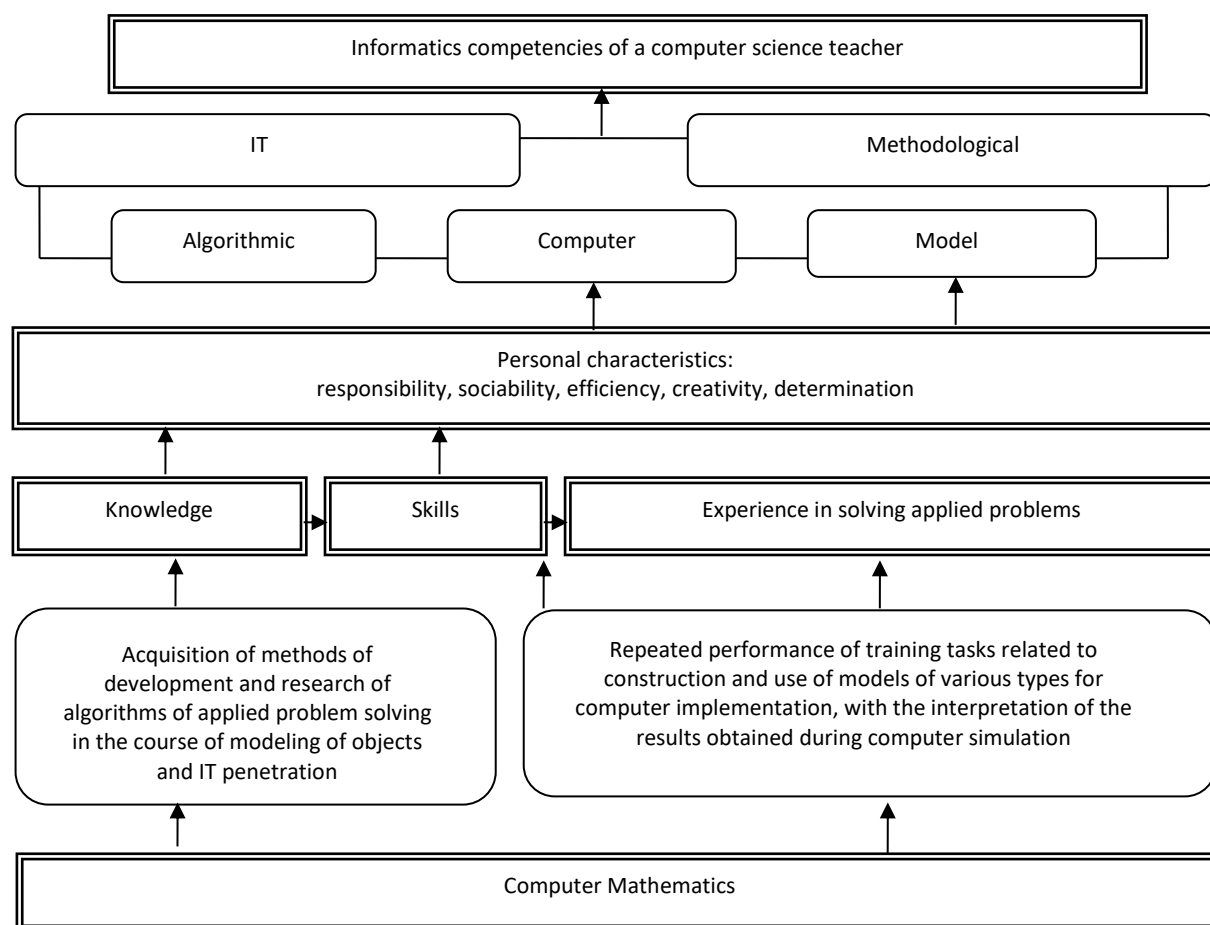 Informatics competencies of a computer science teacher
IT
Methodological
Algorithmic
Computer
Model
Personal characteristics:
responsibility, sociability, efficiency, creativity, determination
Knowledge
Skills
Experience in solving applied problems
Acquisition of methods of
development and research of
algorithms of applied problem solving
in the course of modeling of objects
and IT penetration
Repeated performance of training tasks related to
construction and use of models of various types for
computer implementation, with the interpretation of the
results obtained during computer simulation
Computer Mathematics